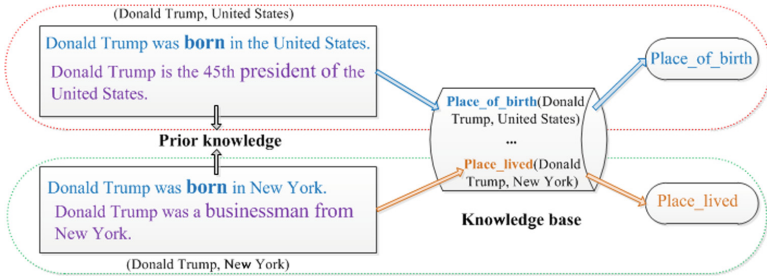 (Donald Trump, United States)
Donald Trump was born in the United States.
Donald Trump is the 45th president of the
United States.
Prior knowledge
Donald Trump was born in New York.
Donald Trump was a businessman from
New York.
(Donald Trump, New York)
Place_of_birth(Donald
Trump, United States)
...
Place_lived(Donald
Trump, New York)
Knowledge base
Place_of_birth
Place_lived